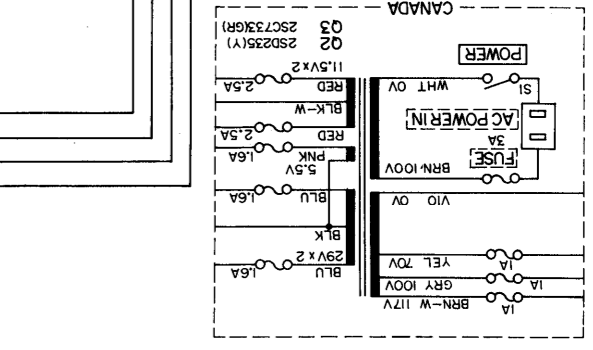 1A BRN-W 117V
1A GRY 100V
1A YEL 70V
VIO 0V
BRN-100V
FUSE
3A
AC POWER IN
S1 WHT 0V
POWER
BLU 1.6A
29V x 2
BLK
BLU 1.6A
5.5V
PNK 1.6A
RED 2.5A
BLK-W
RED 2.5A
11.5V x 2
Q2 2SD235(Y)
Q3 2SC733(GR)
CANADA